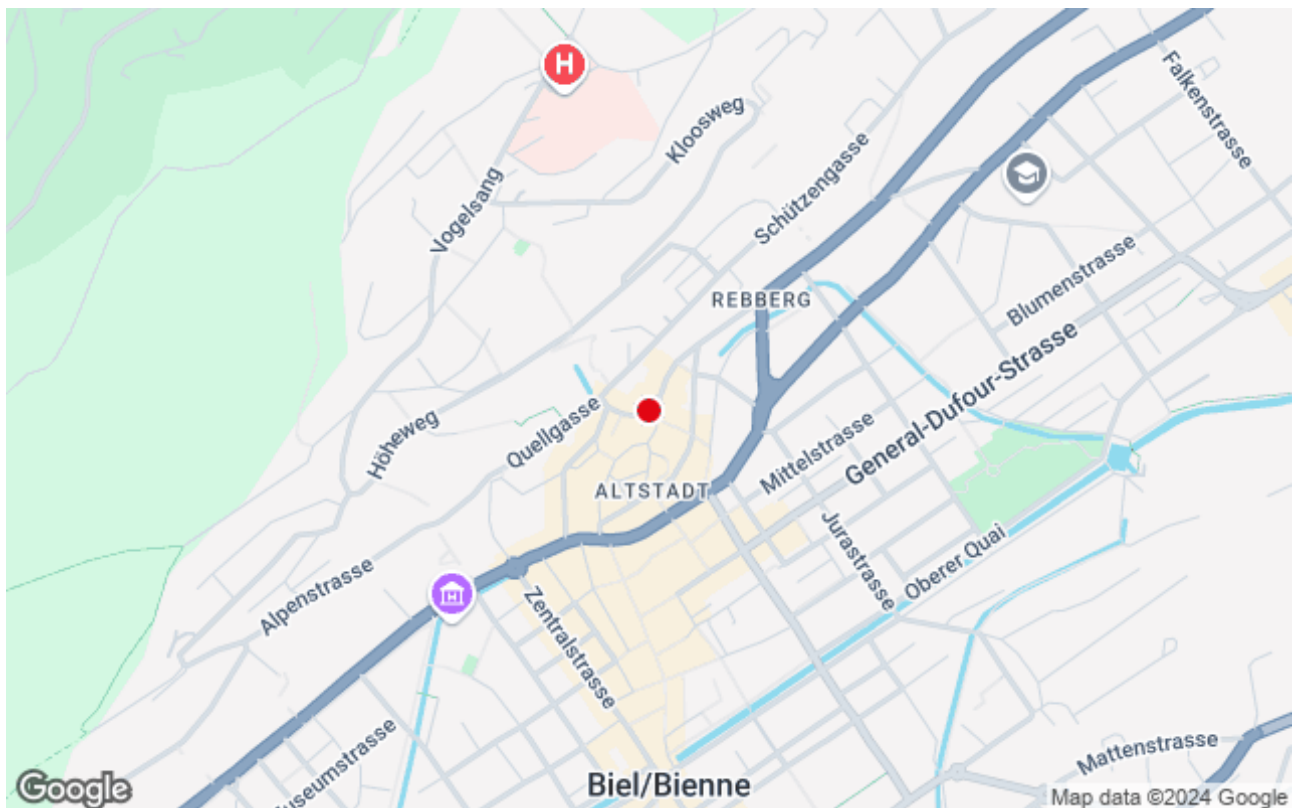 H
Falkenstrasse
Kloosweg
Schützengasse
Vogelsang
REBBERG
Blumenstrasse
General-Dufour-Strasse
Höheweg
Quellgasse
Mittelstrasse
ALTSTADT
Jurastrasse
Oberer Quai
Alpenstrasse
Zentralstrasse
H
Museumstrasse
Mattenstrasse
Biel/Bienne
Google
Map data ©2024 Google